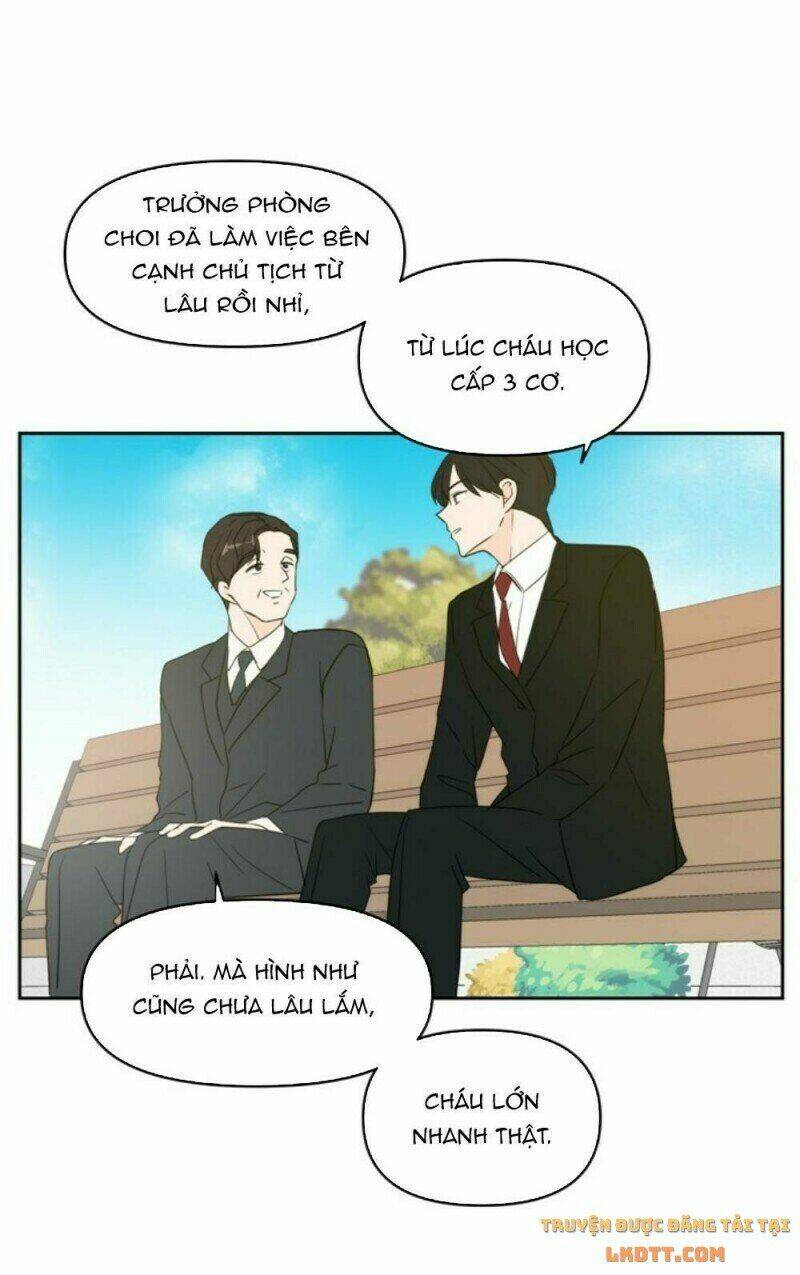 TRƯỞNG PHÒNG
CHOI ĐÃ LÀM VIỆC BÊN
CẠNH CHỦ TỊCH TỪ
LÂU RỒI NHỈ,
TỪ LÚC CHÁU HỌC
CẤP 3 CƠ.
PHẢI. MÀ HÌNH NHƯ
CŨNG CHƯA LÂU LẮM,
CHÁU LỚN
NHANH THẬT.
TRUYỆN ĐƯỢC ĐĂNG TẢI TẠI
LKDTT.COM